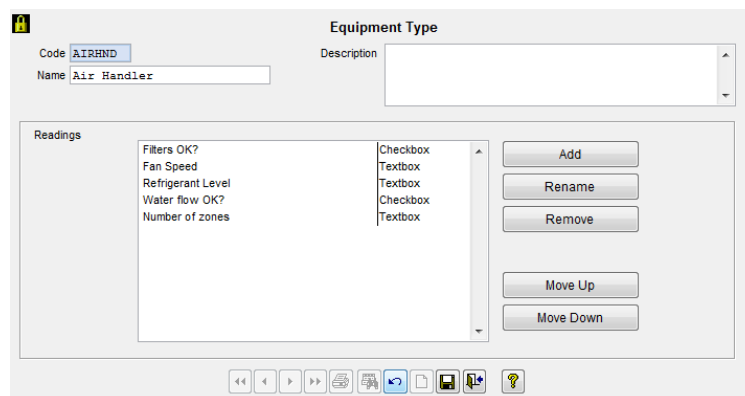 Equipment Type
Code AIRHND
Description
Name Air Handler
Readings
Filters OK? Checkbox
Fan Speed Textbox
Refrigerant Level Textbox
Water flow OK? Checkbox
Number of zones Textbox
Add
Rename
Remove
Move Up
Move Down
?